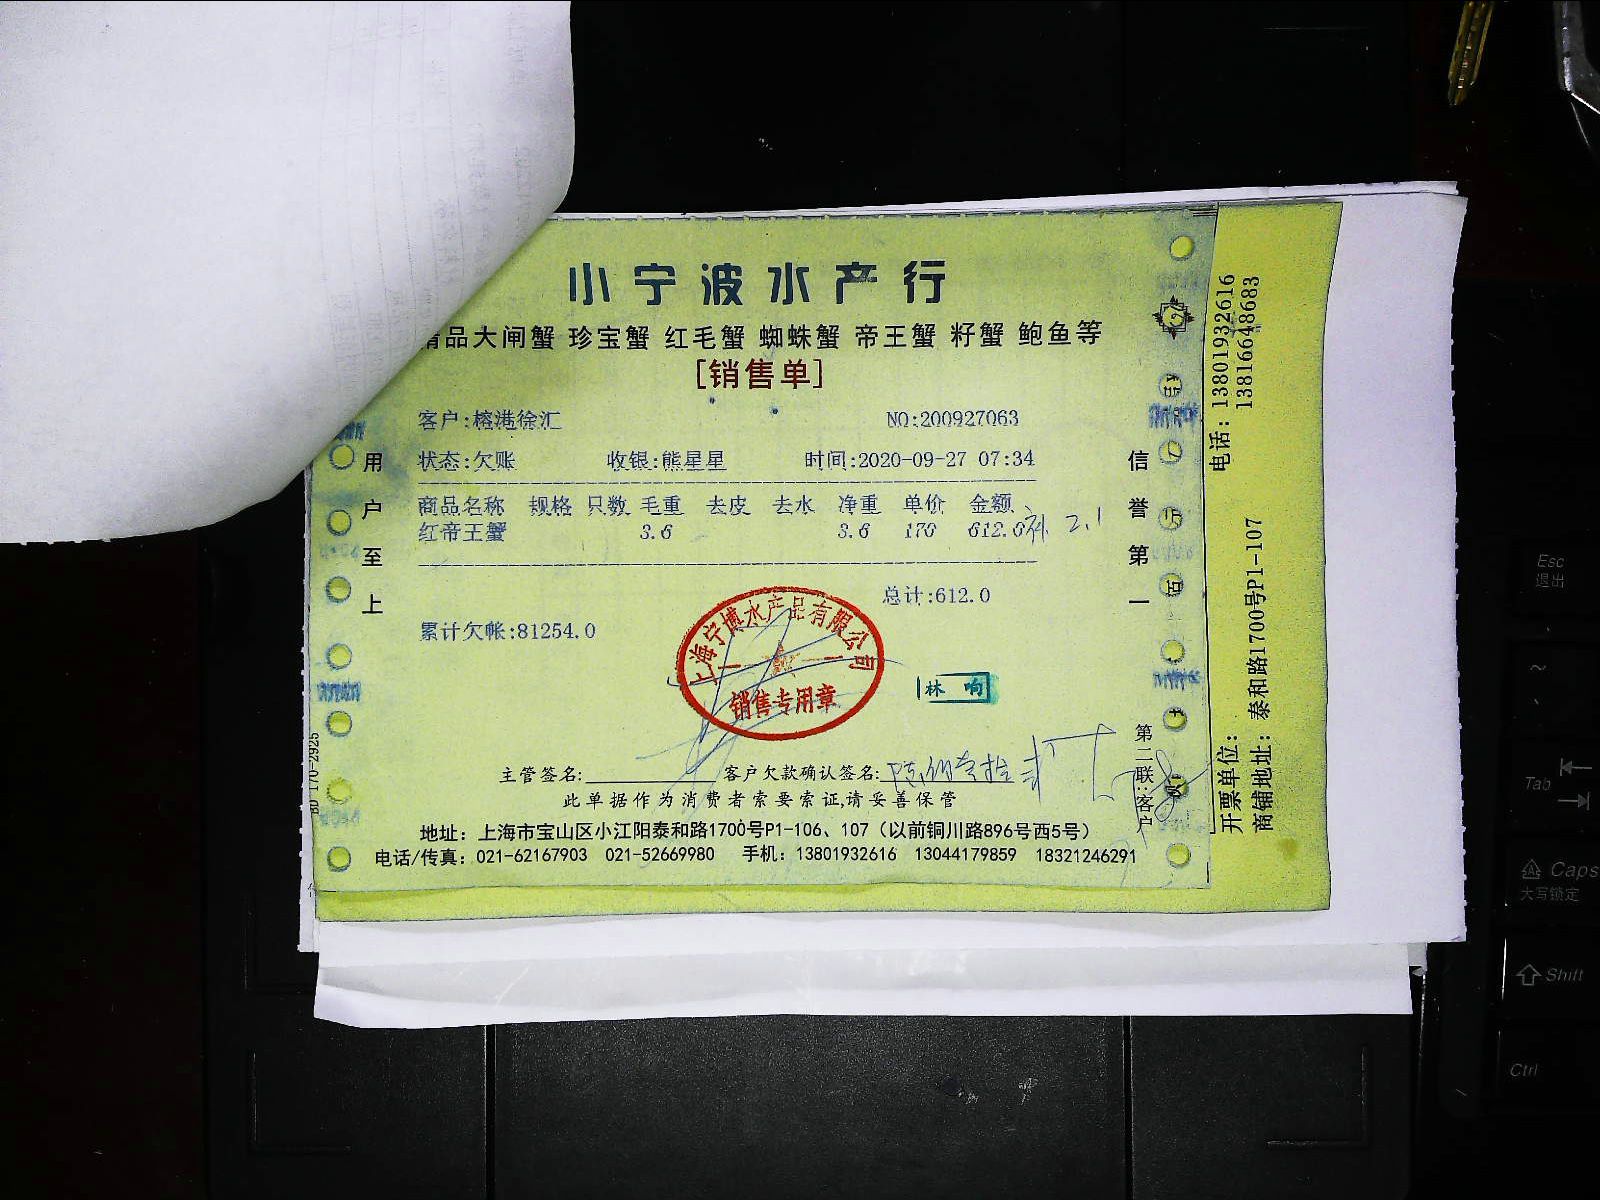 小宁波水产行
精品大闸蟹 珍宝蟹 红毛蟹 蜘蛛蟹 帝王蟹 籽蟹 鲍鱼等
[销售单]
客户:榕港徐汇 NO:200927063
状态:欠账 收银:熊星星 时间:2020-09-27 07:34
商品名称 规格 只数 毛重 去皮 去水 净重 单价 金额
红帝王蟹 3.6 3.6 170 612.0 补 2.1
总计:612.0
累计欠帐:81254.0
上海宁博水产品有限公司
销售专用章
林 响
主管签名: 客户欠款确认签名:
此单据作为消费者索要索证,请妥善保管
地址：上海市宝山区小江阳泰和路1700号P1-106、107（以前铜川路896号西5号）
电话/传真：021-62167903 021-52669980 手机：13801932616 13044179859 18321246291
用户至上
信誉第一
第二联:客户
开票单位：
商铺地址：泰和路1700号P1-107
电话：13801932616
13816648683
Esc
退出
Tab
Caps
大写锁定
Shift
Ctrl